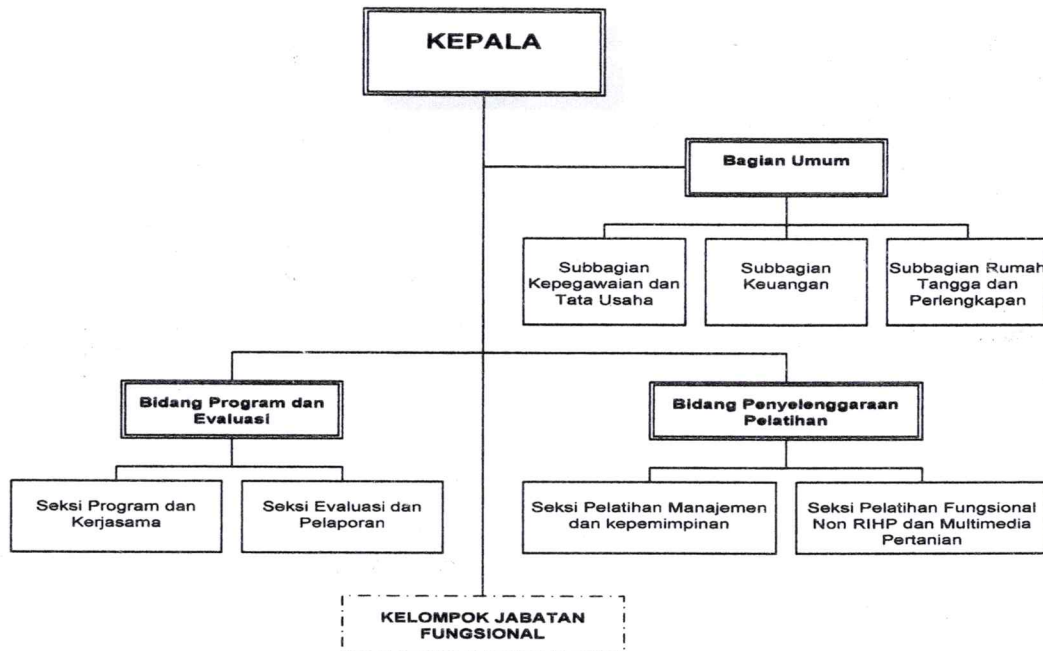 KEPALA
Bagian Umum
Subbagian
Kepegawaian dan
Tata Usaha
Subbagian
Keuangan
Subbagian Rumah
Tangga dan
Perlengkapan
Bidang Program dan
Evaluasi
Bidang Penyelenggaraan
Pelatihan
Seksi Program dan
Kerjasama
Seksi Evaluasi dan
Pelaporan
Seksi Pelatihan Manajemen
dan kepemimpinan
Seksi Pelatihan Fungsional
Non RIHP dan Multimedia
Pertanian
KELOMPOK JABATAN
FUNGSIONAL